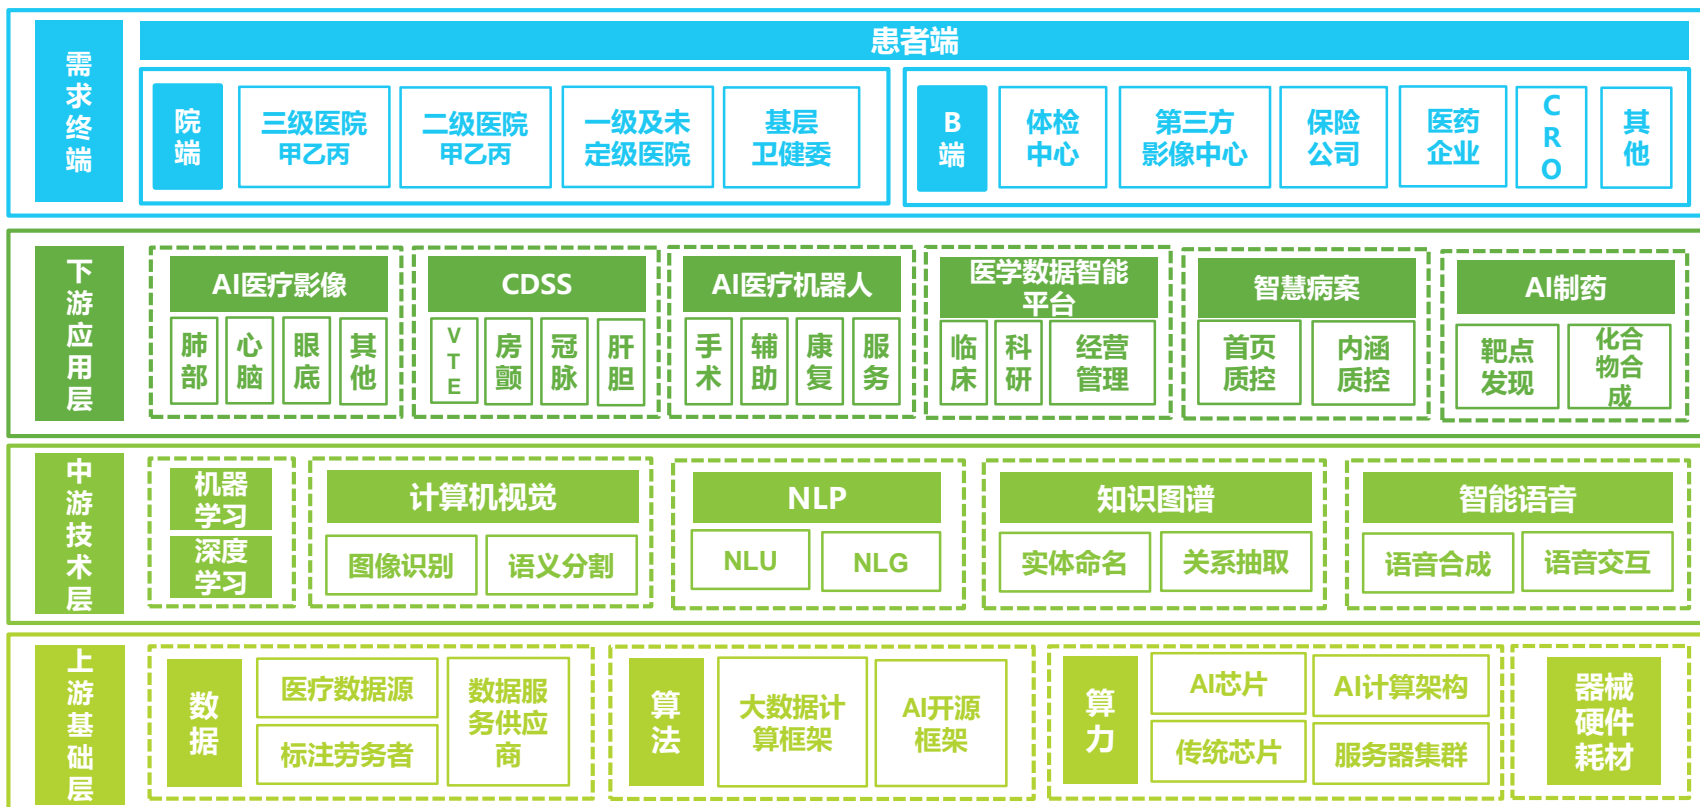 需求终端
患者端
院端
三级医院
甲乙丙
二级医院
甲乙丙
一级及未
定级医院
基层
卫健委
B端
体检
中心
第三方
影像中心
保险
公司
医药
企业
CRO
其他
下游应用层
AI医疗影像
肺部
心脑
眼底
其他
CDSS
VTE
房颤
冠脉
肝胆
AI医疗机器人
手术
辅助
康复
服务
医学数据智能
平台
临床
科研
经营
管理
智慧病案
首页
质控
内涵
质控
AI制药
靶点
发现
化合
物合
成
中游技术层
机器
学习
深度
学习
计算机视觉
图像识别
语义分割
NLP
NLU
NLG
知识图谱
实体命名
关系抽取
智能语音
语音合成
语音交互
上游基础层
数据
医疗数据源
标注劳务者
数据服
务供应
商
算法
大数据计
算框架
AI开源
框架
算力
AI芯片
AI计算架构
传统芯片
服务器集群
器械
硬件
耗材